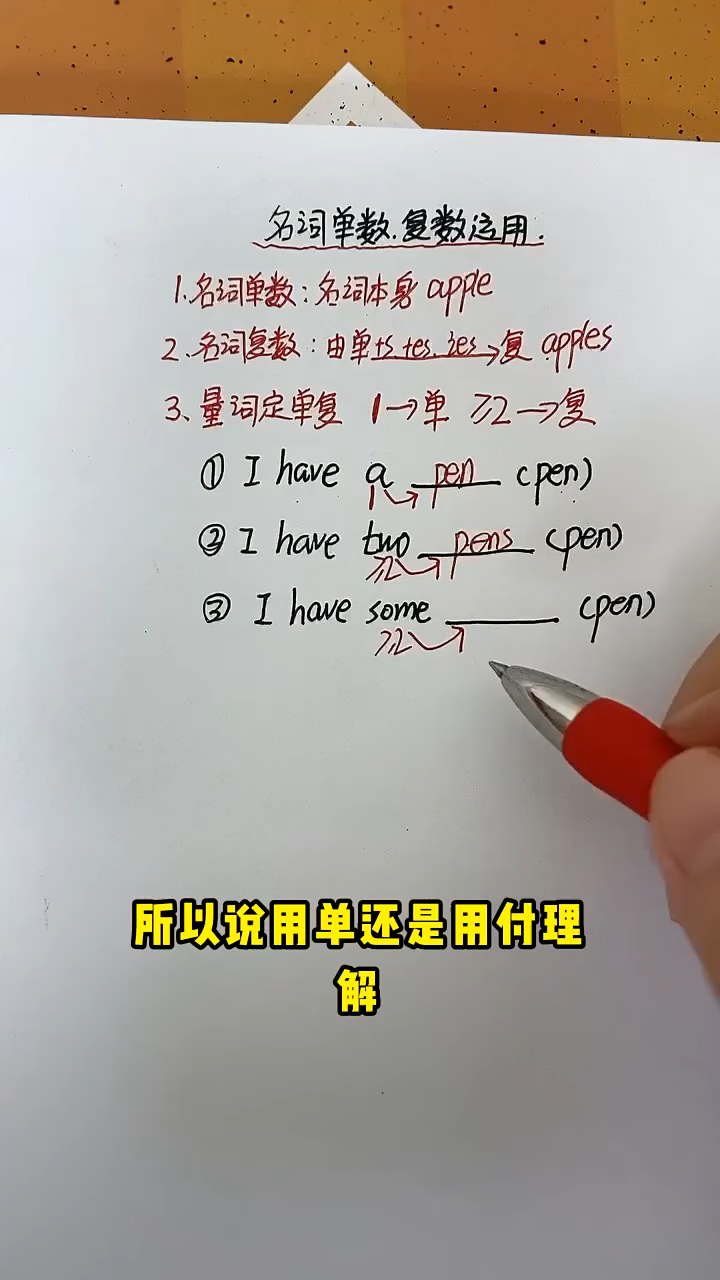 名词单数.复数运用.
1.名词单数：名词本身 apple
2.名词复数：由单+s +es. ies→复 apples
3、量词定单复 1→单 ≥2→复
① I have a pen (pen)
1
② I have two pens (pen)
≥2
③ I have some ______ (pen)
≥2
所以说用单还是用付理
解